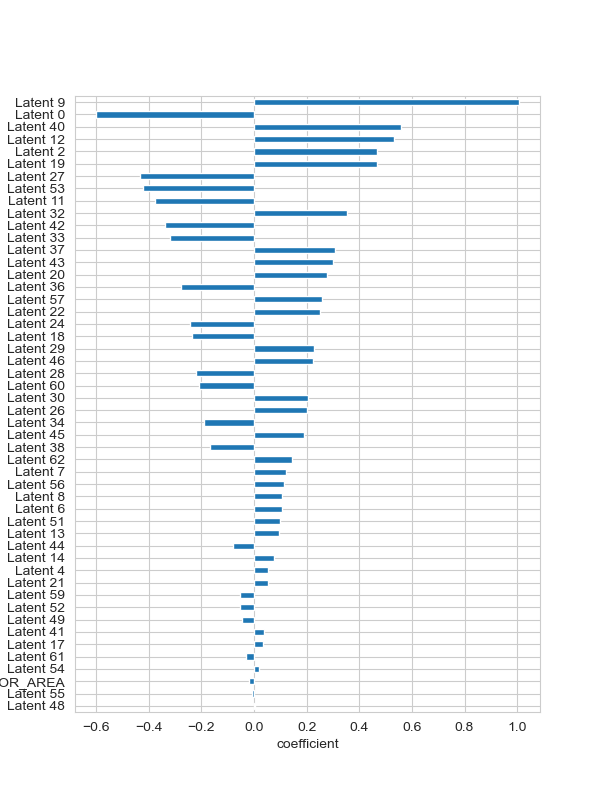 Latent 9
Latent 0
Latent 40
Latent 12
Latent 2
Latent 19
Latent 27
Latent 53
Latent 11
Latent 32
Latent 42
Latent 33
Latent 37
Latent 43
Latent 20
Latent 36
Latent 57
Latent 22
Latent 24
Latent 18
Latent 29
Latent 46
Latent 28
Latent 60
Latent 30
Latent 26
Latent 34
Latent 45
Latent 38
Latent 62
Latent 7
Latent 56
Latent 8
Latent 6
Latent 51
Latent 13
Latent 44
Latent 14
Latent 4
Latent 21
Latent 59
Latent 52
Latent 49
Latent 41
Latent 17
Latent 61
Latent 54
OR_AREA
Latent 55
Latent 48
−0.6 −0.4 −0.2 0.0 0.2 0.4 0.6 0.8 1.0
coefficient